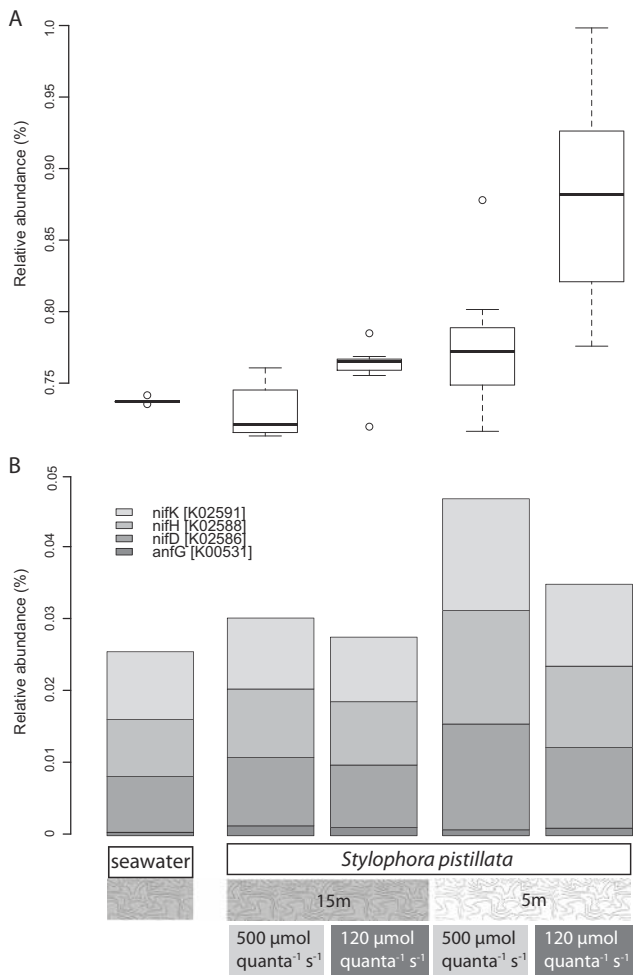 A
Relative abundance (%)
1.00
0.95
0.90
0.85
0.80
0.75
B
Relative abundance (%)
0.05
0.04
0.03
0.02
0.01
0
nifK [K02591]
nifH [K02588]
nifD [K02586]
anfG [K00531]
seawater
Stylophora pistillata
15m
5m
500 µmol
quanta⁻¹ s⁻¹
120 µmol
quanta⁻¹ s⁻¹
500 µmol
quanta⁻¹ s⁻¹
120 µmol
quanta⁻¹ s⁻¹